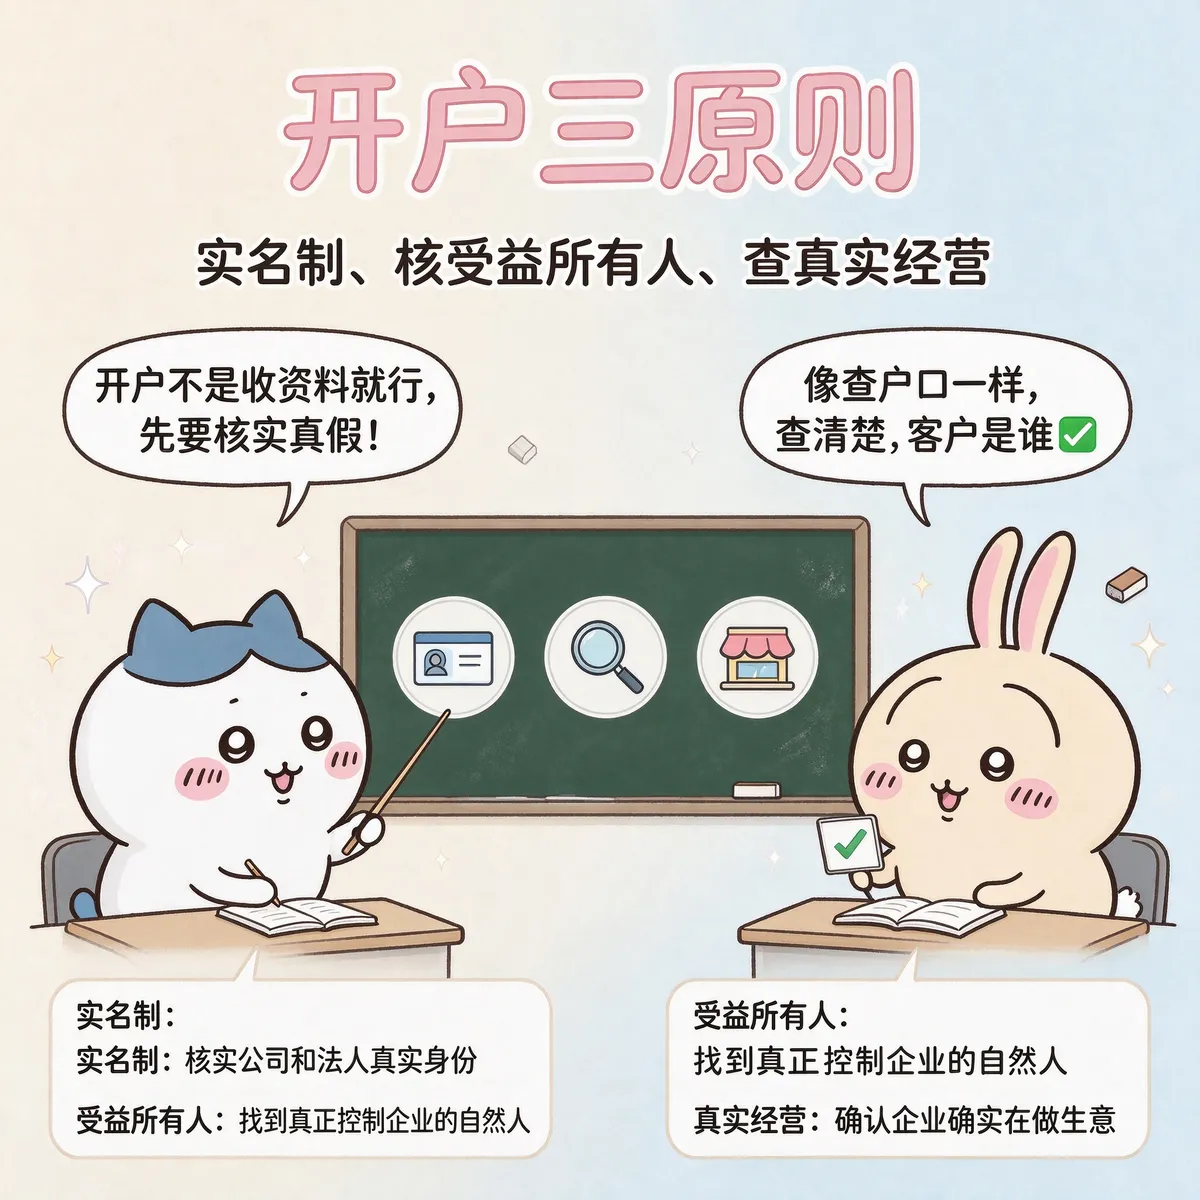 开户三原则
实名制、核受益所有人、查真实经营
开户不是收资料就行，
先要核实真假！
像查户口一样，
查清楚，客户是谁✅
实名制：
实名制：核实公司和法人真实身份
受益所有人：找到真正控制企业的自然人
受益所有人：
找到真正控制企业的自然人
真实经营：确认企业确实在做生意